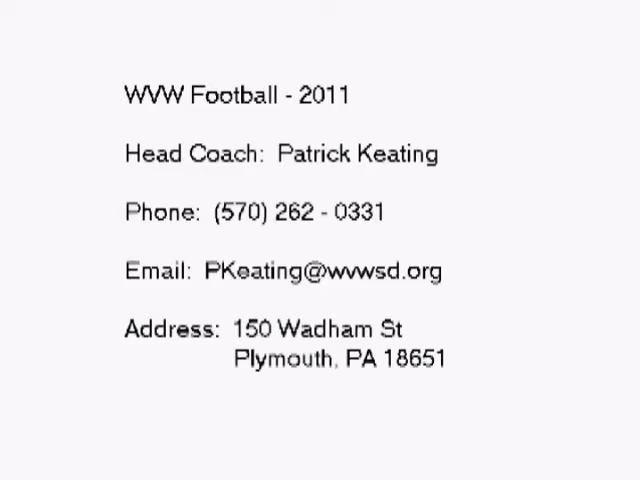 WVW Football - 2011
Head Coach:  Patrick Keating
Phone:  (570) 262 - 0331
Email:  PKeating@wvwsd.org
Address:  150 Wadham St
Plymouth, PA 18651